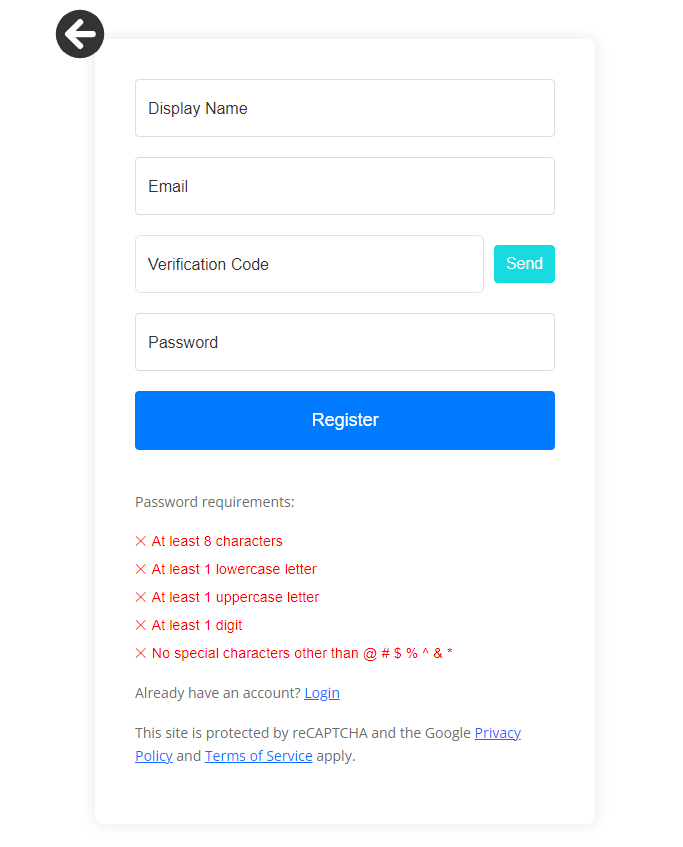 Display Name
Email
Verification Code
Send
Password
Register
Password requirements:
At least 8 characters
At least 1 lowercase letter
At least 1 uppercase letter
At least 1 digit
No special characters other than @ # $ % ^ & *
Already have an account? Login
This site is protected by reCAPTCHA and the Google Privacy
Policy and Terms of Service apply.